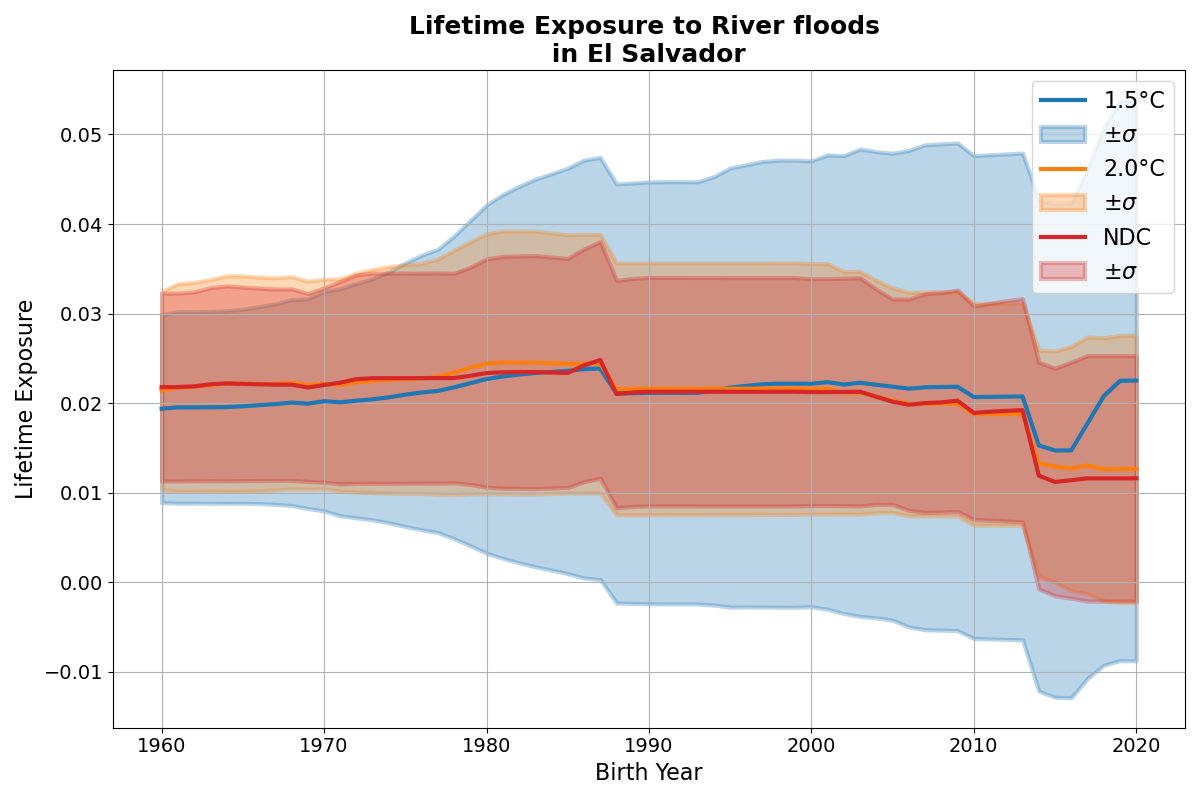 Lifetime Exposure to River floods
in El Salvador
Lifetime Exposure
0.05
0.04
0.03
0.02
0.01
0.00
−0.01
1960
1970
1980
1990
2000
2010
2020
Birth Year
1.5°C
±σ
2.0°C
±σ
NDC
±σ